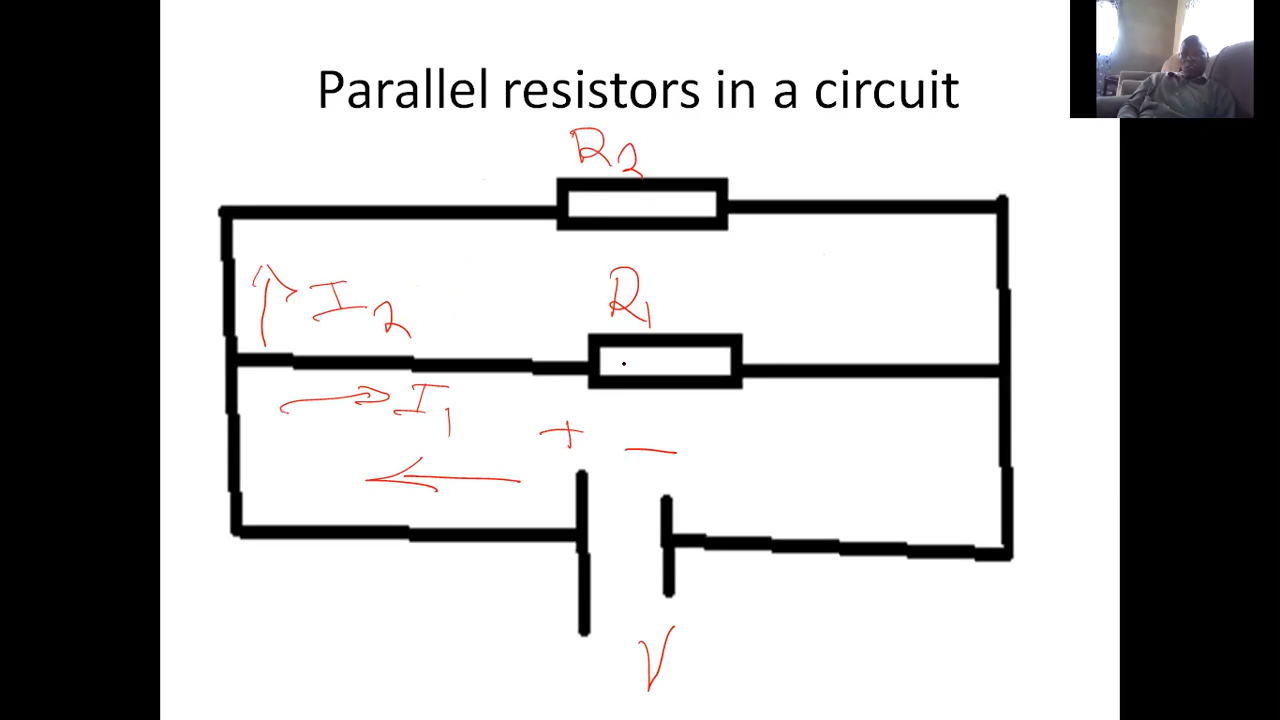 Parallel resistors in a circuit
R2
R1
I2
I1
+ −
V